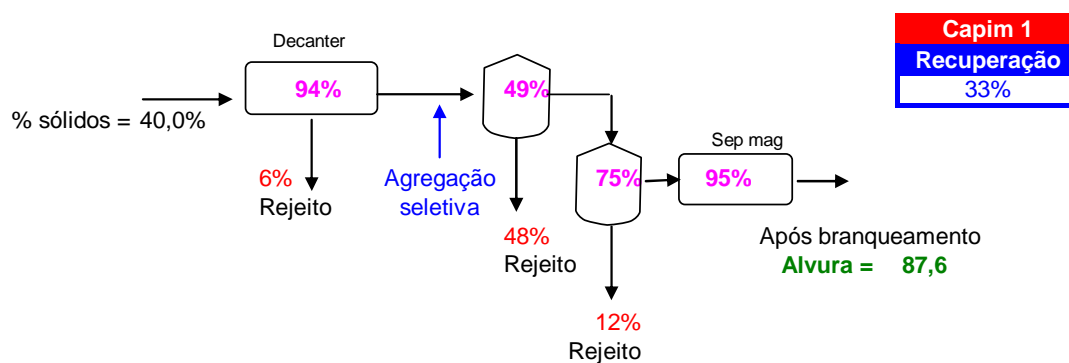 Capim 1
Recuperação
33%
Decanter
94%
49%
% sólidos = 40,0%
Sep mag
75%
95%
6%
Rejeito
Agregação
seletiva
48%
Rejeito
Após branqueamento
Alvura = 87,6
12%
Rejeito